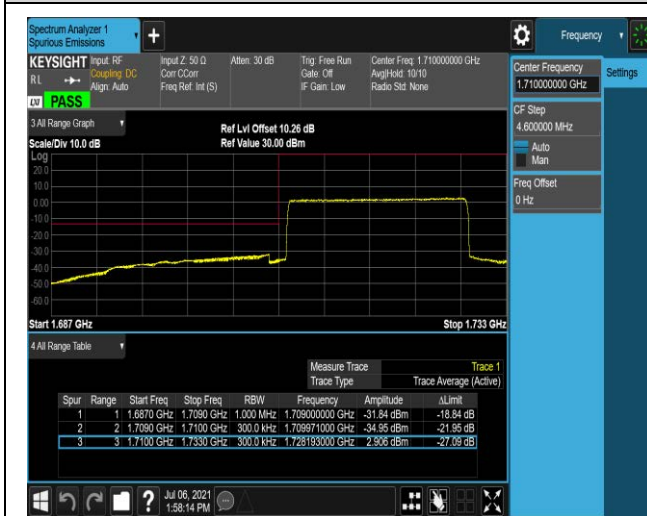 Spectrum Analyzer 1
Spurious Emissions
Frequency
KEYSIGHT Input: RF Input Z: 50 Ω Atten: 30 dB Trig: Free Run Center Freq: 1.710000000 GHz
RL Coupling: DC Corr CCorr Gate: Off Avg|Hold: 10/10
Align: Auto Freq Ref: Int (S) IF Gain: Low Radio Std: None
PASS
Center Frequency
1.710000000 GHz
Settings
CF Step
4.600000 MHz
Auto
Man
Freq Offset
0 Hz
3 All Range Graph
Ref Lvl Offset 10.26 dB
Scale/Div 10.0 dB Ref Value 30.00 dBm
Log
20.0
10.0
0.00
-10.0
-20.0
-30.0
-40.0
-50.0
-60.0
Start 1.687 GHz Stop 1.733 GHz
4 All Range Table
Measure Trace Trace 1
Trace Type Trace Average (Active)
Spur Range Start Freq Stop Freq RBW Frequency Amplitude ΔLimit
1 1 1.6870 GHz 1.7090 GHz 1.000 MHz 1.709000000 GHz -31.84 dBm -18.84 dB
2 2 1.7090 GHz 1.7100 GHz 300.0 kHz 1.709971000 GHz -34.95 dBm -21.95 dB
3 3 1.7100 GHz 1.7330 GHz 300.0 kHz 1.728193000 GHz 2.906 dBm -27.09 dB
Jul 06, 2021
1:58:14 PM